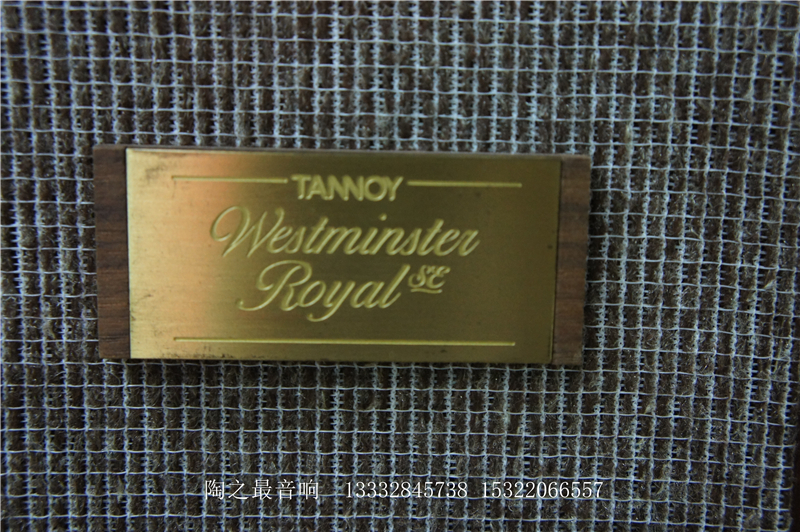 TANNOY
Westminster
Royal SE
陶之最音响 13332845738 15322066557